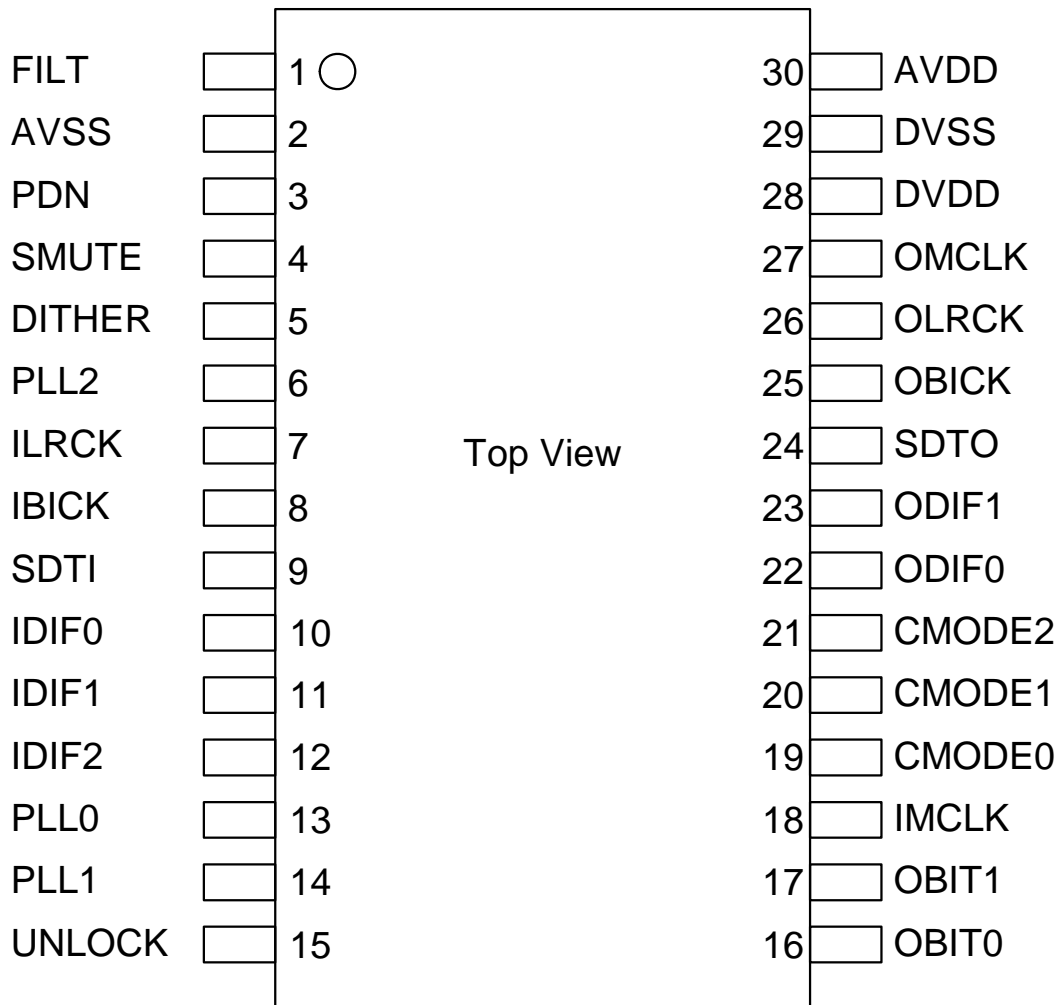 FILT 1 30 AVDD
AVSS 2 29 DVSS
PDN 3 28 DVDD
SMUTE 4 27 OMCLK
DITHER 5 26 OLRCK
PLL2 6 25 OBICK
ILRCK 7 Top View 24 SDTO
IBICK 8 23 ODIF1
SDTI 9 22 ODIF0
IDIF0 10 21 CMODE2
IDIF1 11 20 CMODE1
IDIF2 12 19 CMODE0
PLL0 13 18 IMCLK
PLL1 14 17 OBIT1
UNLOCK 15 16 OBIT0